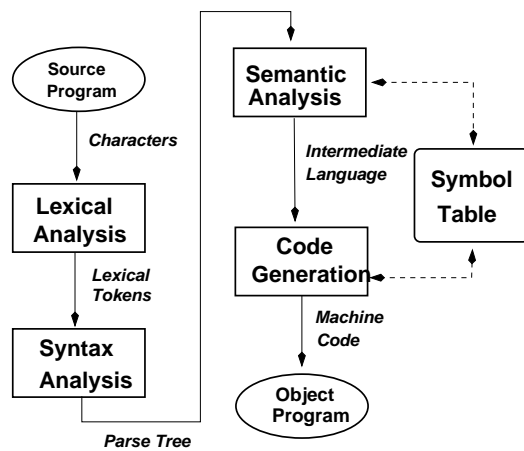 Source
Program
Characters
Lexical
Analysis
Lexical
Tokens
Syntax
Analysis
Parse Tree
Semantic
Analysis
Intermediate
Language
Symbol
Table
Code
Generation
Machine
Code
Object
Program